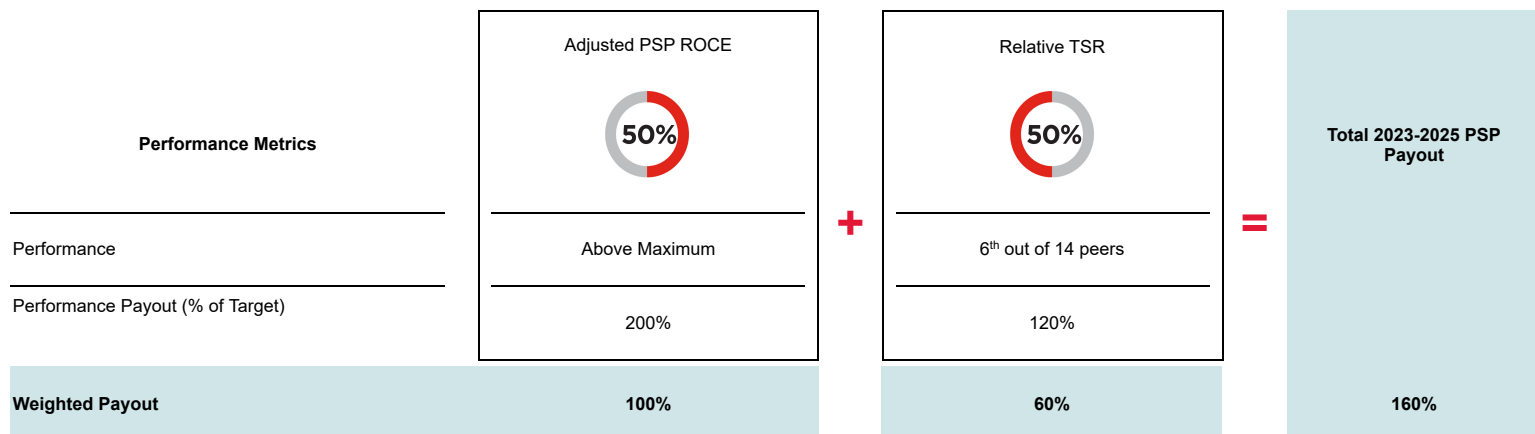 Performance Metrics
Adjusted PSP ROCE
50%
+
Relative TSR
50%
=
Total 2023-2025 PSP
Payout
Performance
Above Maximum
6th out of 14 peers
Performance Payout (% of Target)
200%
120%
Weighted Payout
100%
60%
160%